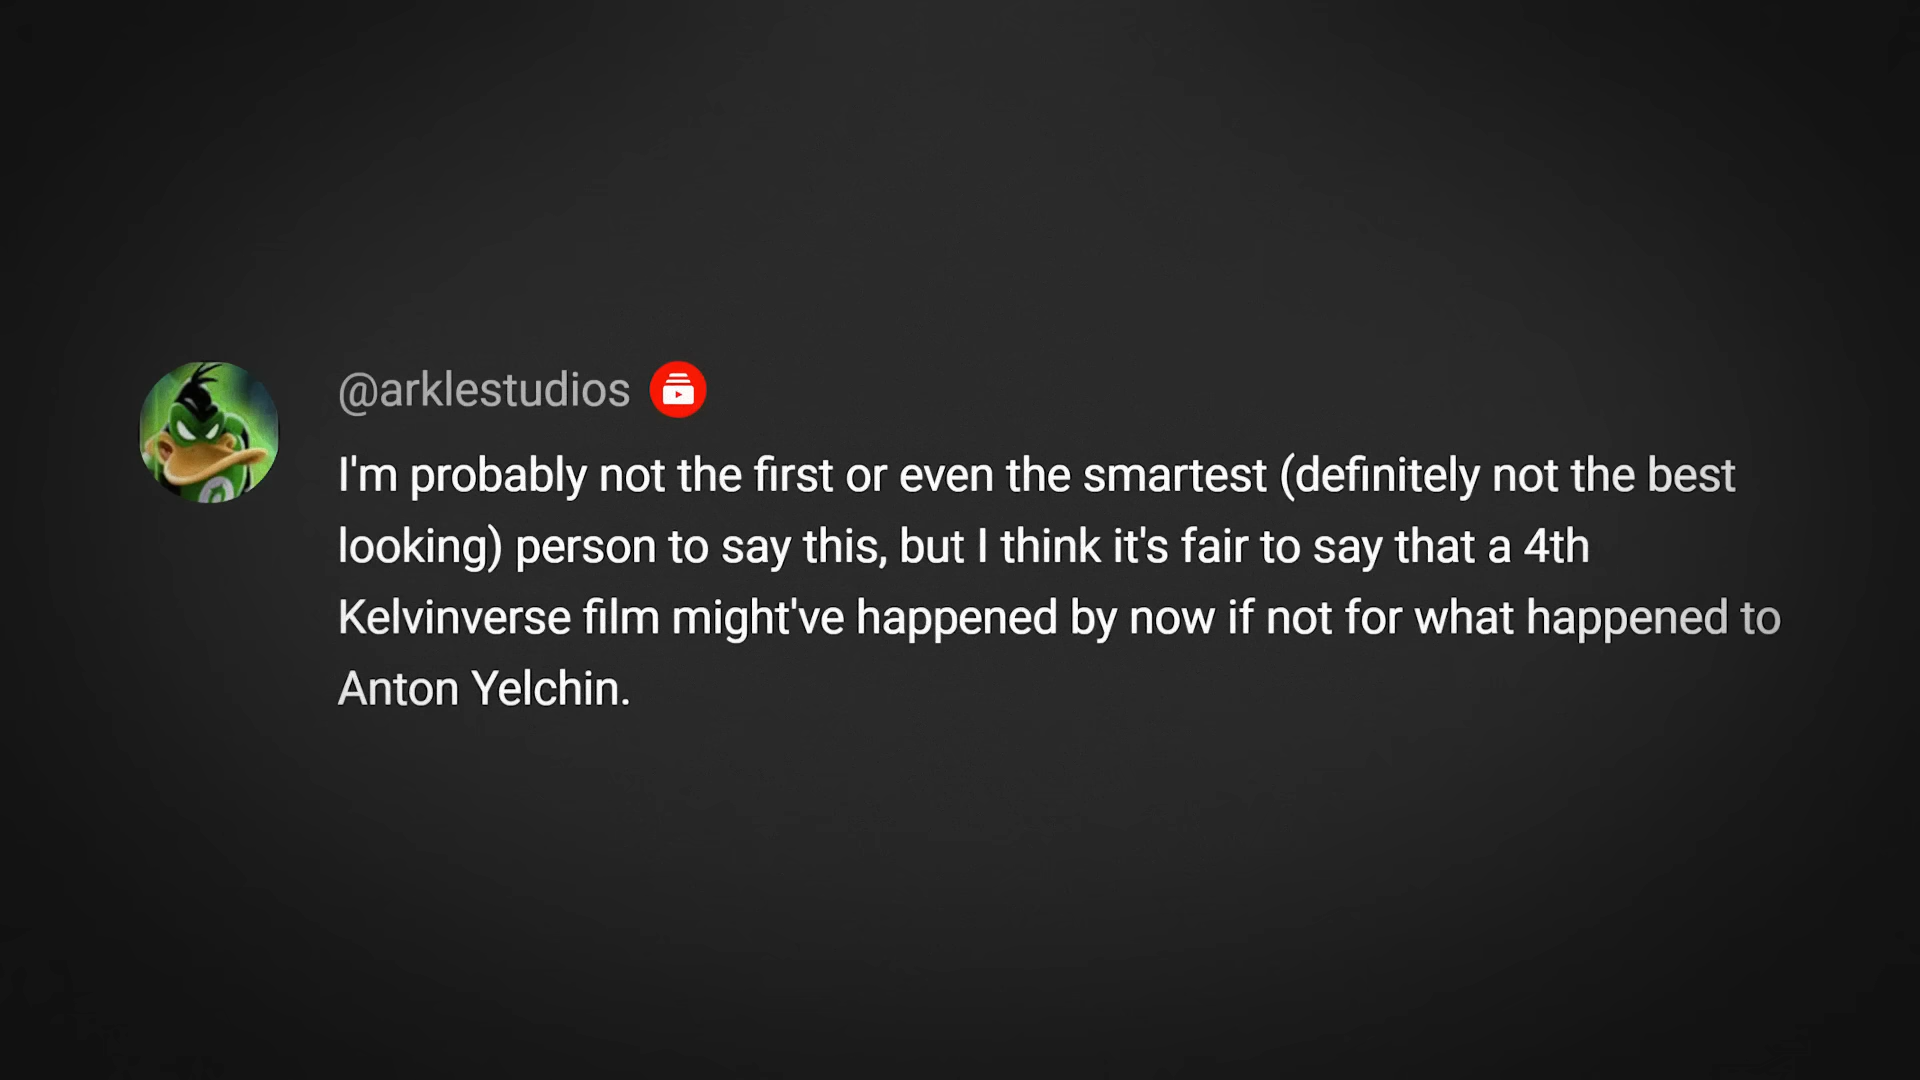 @arklestudios
I'm probably not the first or even the smartest (definitely not the best
looking) person to say this, but I think it's fair to say that a 4th
Kelvinverse film might've happened by now if not for what happened to
Anton Yelchin.